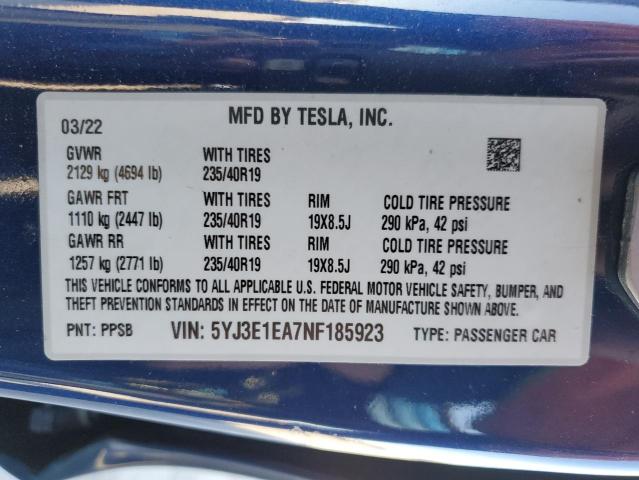 MFD BY TESLA, INC.
03/22
GVWR WITH TIRES
2129 kg (4694 lb) 235/40R19
GAWR FRT WITH TIRES RIM COLD TIRE PRESSURE
1110 kg (2447 lb) 235/40R19 19X8.5J 290 kPa, 42 psi
GAWR RR WITH TIRES RIM COLD TIRE PRESSURE
1257 kg (2771 lb) 235/40R19 19X8.5J 290 kPa, 42 psi
THIS VEHICLE CONFORMS TO ALL APPLICABLE U.S. FEDERAL MOTOR VEHICLE SAFETY, BUMPER, AND
THEFT PREVENTION STANDARDS IN EFFECT ON THE DATE OF MANUFACTURE SHOWN ABOVE.
PNT: PPSB VIN: 5YJ3E1EA7NF185923 TYPE: PASSENGER CAR